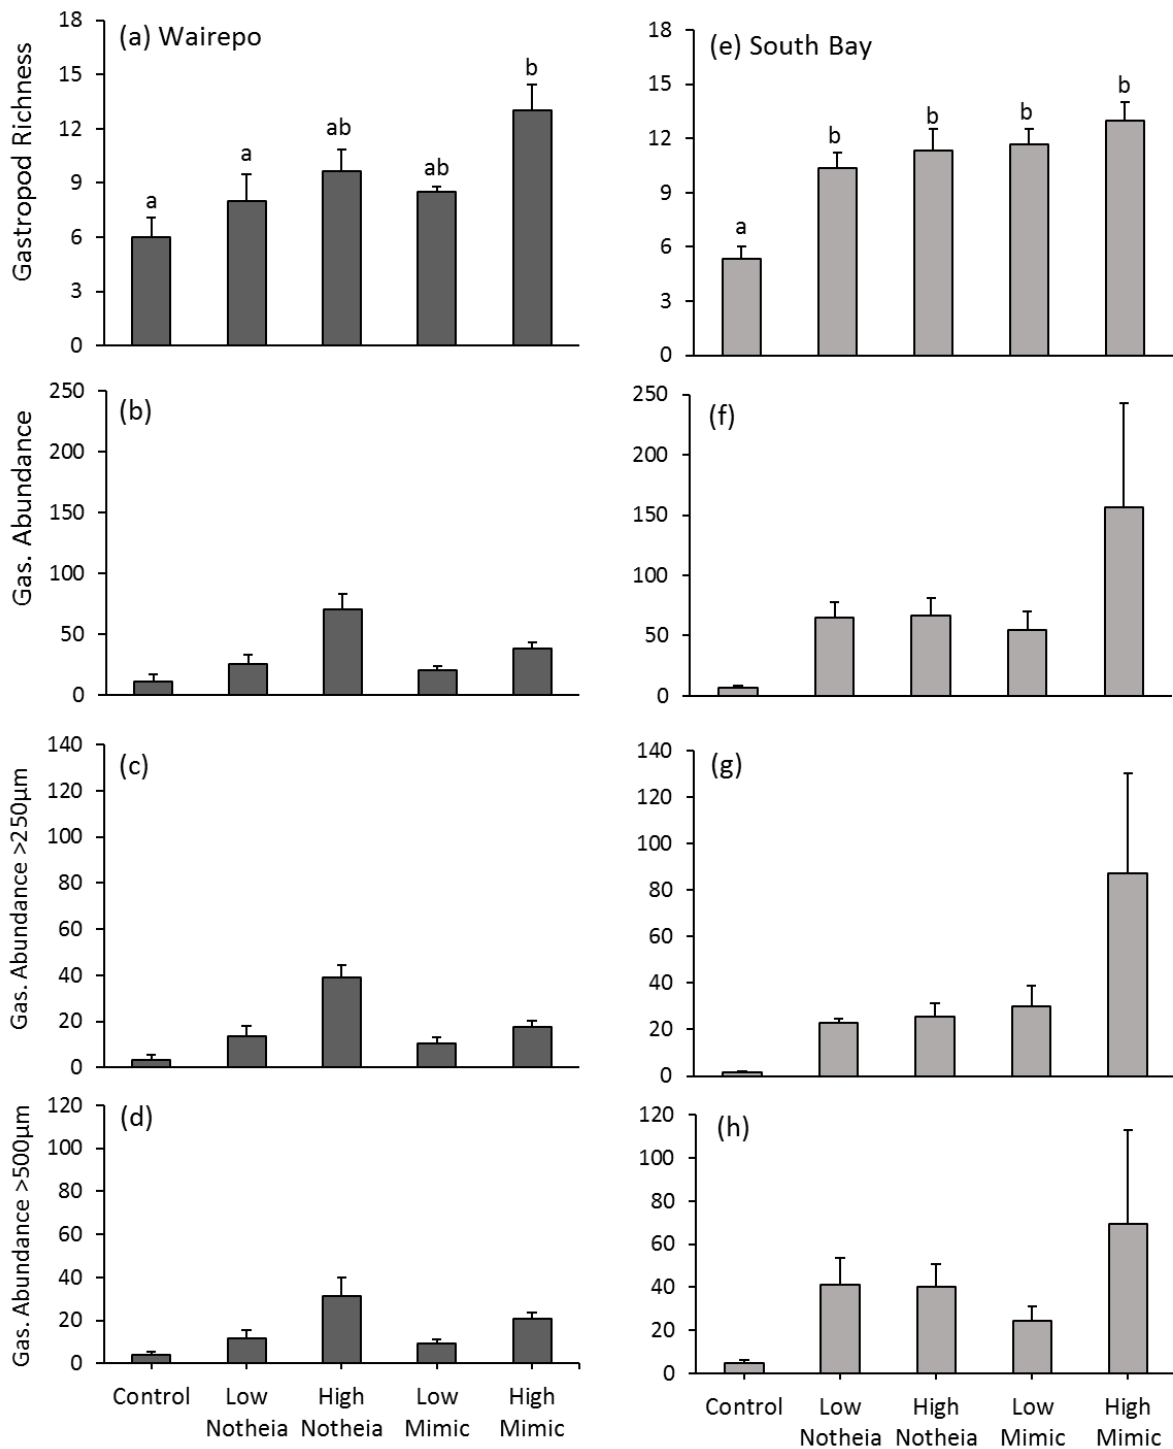 (a) Wairepo
Gastropod Richness
18
15
12
9
6
3
0
a
a
ab
ab
b
(e) South Bay
18
15
12
9
6
3
0
a
b
b
b
b
(b)
Gas. Abundance
250
200
150
100
50
0
(f)
250
200
150
100
50
0
(c)
Gas. Abundance >250µm
140
120
100
80
60
40
20
0
(g)
140
120
100
80
60
40
20
0
(d)
Gas. Abundance >500µm
120
100
80
60
40
20
0
Control
Low
Notheia
High
Notheia
Low
Mimic
High
Mimic
(h)
120
100
80
60
40
20
0
Control
Low
Notheia
High
Notheia
Low
Mimic
High
Mimic